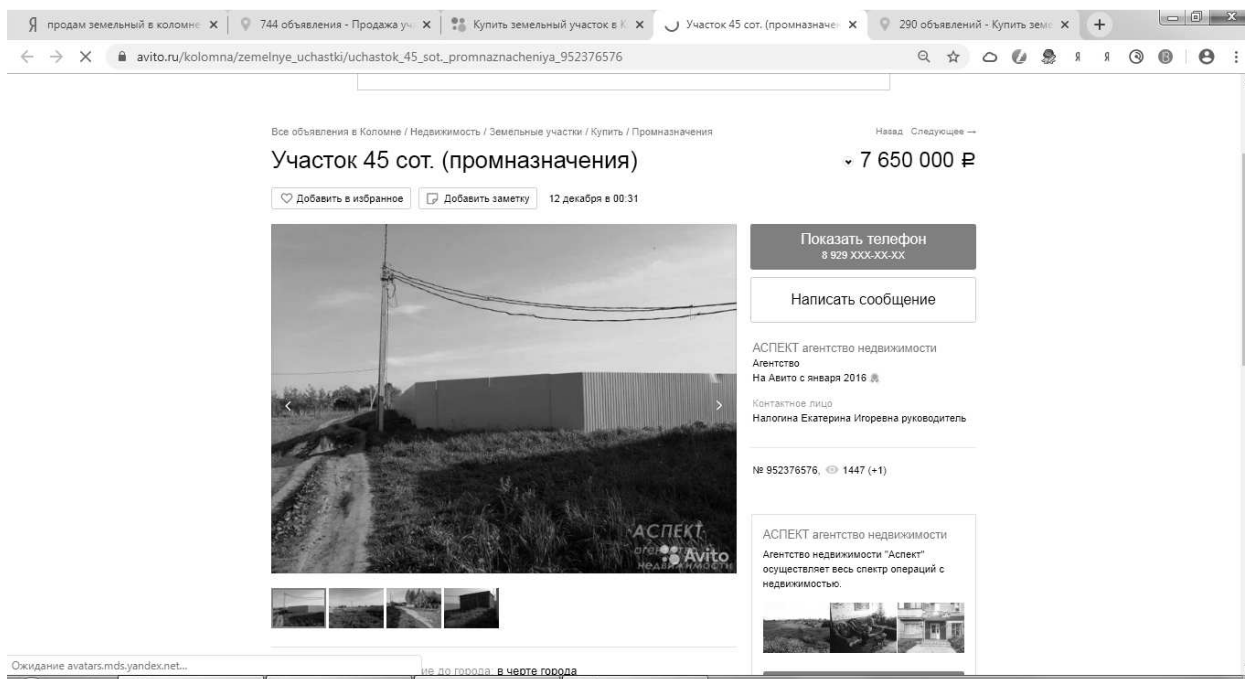 продам земельный в коломне
744 объявления - Продажа уч
Купить земельный участок в К
Участок 45 сот. (промназначен
290 объявлений - Купить земе
avito.ru/kolomna/zemelnye_uchastki/uchastok_45_sot._promnaznacheniya_952376576
Все объявления в Коломне / Недвижимость / Земельные участки / Купить / Промназначения
Назад Следующее →
Участок 45 сот. (промназначения)
7 650 000 ₽
Добавить в избранное
Добавить заметку
12 декабря в 00:31
Показать телефон
8 929 XXX-XX-XX
Написать сообщение
АСПЕКТ агентство недвижимости
Агентство
На Авито с января 2016
Контактное лицо
Налогина Екатерина Игоревна руководитель
№ 952376576, 1447 (+1)
АСПЕКТ
агентство
недвижимости
Avito
АСПЕКТ агентство недвижимости
Агентство недвижимости "Аспект"
осуществляет весь спектр операций с
недвижимостью.
Ожидание avatars.mds.yandex.net...
до города: в черте города